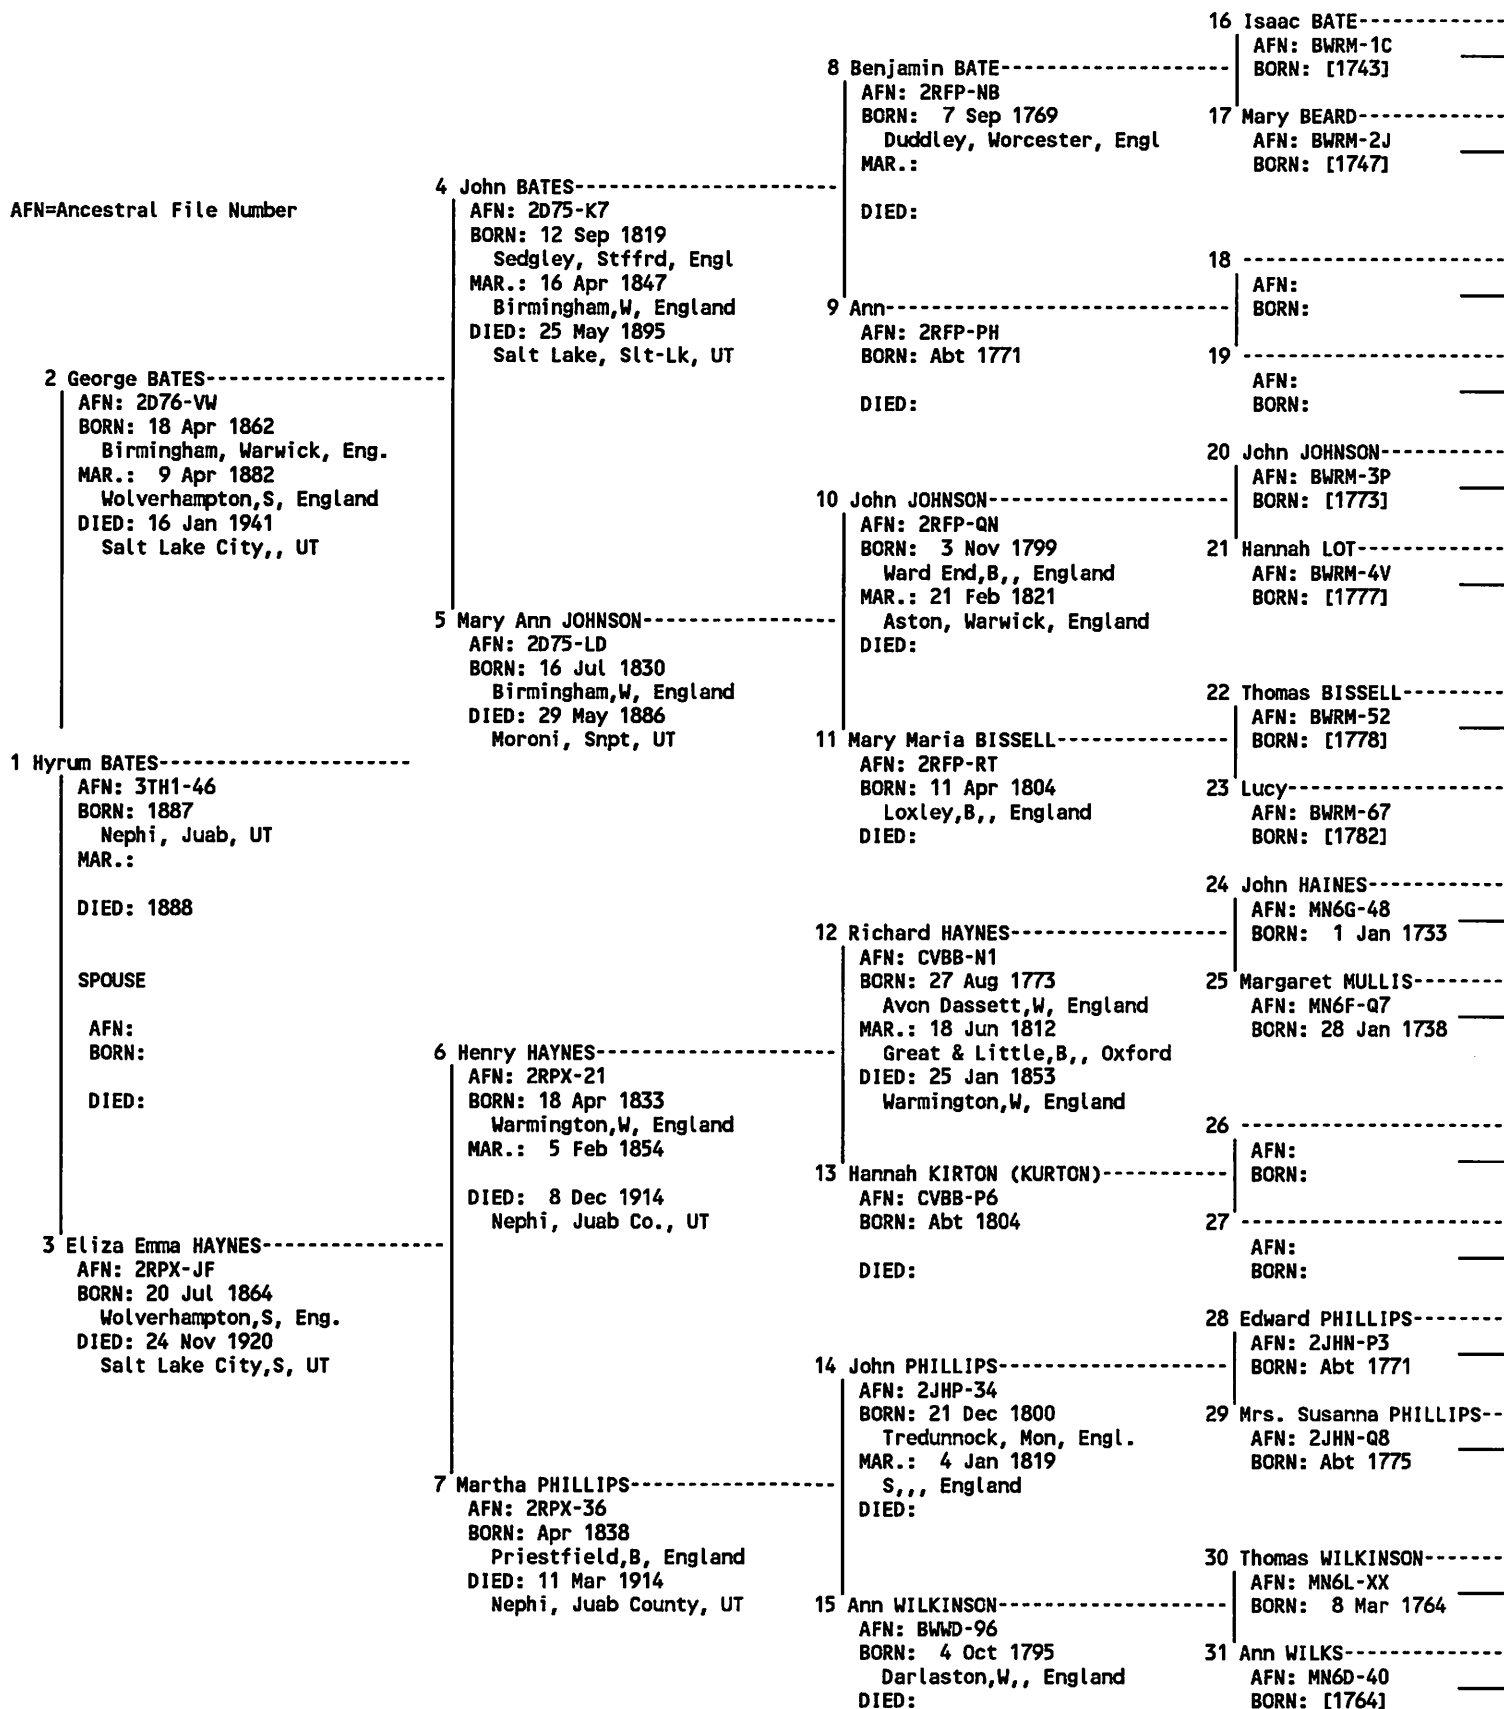 AFN=Ancestral File Number
1 Hyrum BATES---------------------
AFN: 3TH1-46
BORN: 1887
Nephi, Juab, UT
MAR.:
DIED: 1888
SPOUSE
AFN:
BORN:
DIED:
2 George BATES--------------------
AFN: 2D76-VW
BORN: 18 Apr 1862
Birmingham, Warwick, Eng.
MAR.: 9 Apr 1882
Wolverhampton,S, England
DIED: 16 Jan 1941
Salt Lake City,, UT
3 Eliza Emma HAYNES---------------
AFN: 2RPX-JF
BORN: 20 Jul 1864
Wolverhampton,S, Eng.
DIED: 24 Nov 1920
Salt Lake City,S, UT
4 John BATES----------------------
AFN: 2D75-K7
BORN: 12 Sep 1819
Sedgley, Stffrd, Engl
MAR.: 16 Apr 1847
Birmingham,W, England
DIED: 25 May 1895
Salt Lake, Slt-Lk, UT
5 Mary Ann JOHNSON----------------
AFN: 2D75-LD
BORN: 16 Jul 1830
Birmingham,W, England
DIED: 29 May 1886
Moroni, Snpt, UT
6 Henry HAYNES--------------------
AFN: 2RPX-21
BORN: 18 Apr 1833
Warmington,W, England
MAR.: 5 Feb 1854
DIED: 8 Dec 1914
Nephi, Juab Co., UT
7 Martha PHILLIPS-----------------
AFN: 2RPX-36
BORN: Apr 1838
Priestfield,B, England
DIED: 11 Mar 1914
Nephi, Juab County, UT
8 Benjamin BATE-------------------
AFN: 2RFP-NB
BORN: 7 Sep 1769
Duddley, Worcester, Engl
MAR.:
DIED:
9 Ann-----------------------------
AFN: 2RFP-PH
BORN: Abt 1771
DIED:
10 John JOHNSON--------------------
AFN: 2RFP-QN
BORN: 3 Nov 1799
Ward End,B,, England
MAR.: 21 Feb 1821
Aston, Warwick, England
DIED:
11 Mary Maria BISSELL--------------
AFN: 2RFP-RT
BORN: 11 Apr 1804
Loxley,B,, England
DIED:
12 Richard HAYNES------------------
AFN: CVBB-N1
BORN: 27 Aug 1773
Avon Dassett,W, England
MAR.: 18 Jun 1812
Great & Little,B,, Oxford
DIED: 25 Jan 1853
Warmington,W, England
13 Hannah KIRTON (KURTON)----------
AFN: CVBB-P6
BORN: Abt 1804
DIED:
14 John PHILLIPS-------------------
AFN: 2JHP-34
BORN: 21 Dec 1800
Tredunnock, Mon, Engl.
MAR.: 4 Jan 1819
S,,, England
DIED:
15 Ann WILKINSON-------------------
AFN: BWWD-96
BORN: 4 Oct 1795
Darlaston,W,, England
DIED:
16 Isaac BATE------------
AFN: BWRM-1C
BORN: [1743]
17 Mary BEARD------------
AFN: BWRM-2J
BORN: [1747]
18 ----------------------
AFN:
BORN:
19 ----------------------
AFN:
BORN:
20 John JOHNSON----------
AFN: BWRM-3P
BORN: [1773]
21 Hannah LOT------------
AFN: BWRM-4V
BORN: [1777]
22 Thomas BISSELL--------
AFN: BWRM-52
BORN: [1778]
23 Lucy------------------
AFN: BWRM-67
BORN: [1782]
24 John HAINES-----------
AFN: MN6G-48
BORN: 1 Jan 1733
25 Margaret MULLIS-------
AFN: MN6F-Q7
BORN: 28 Jan 1738
26 ----------------------
AFN:
BORN:
27 ----------------------
AFN:
BORN:
28 Edward PHILLIPS-------
AFN: 2JHN-P3
BORN: Abt 1771
29 Mrs. Susanna PHILLIPS--
AFN: 2JHN-Q8
BORN: Abt 1775
30 Thomas WILKINSON------
AFN: MN6L-XX
BORN: 8 Mar 1764
31 Ann WILKS-------------
AFN: MN6D-40
BORN: [1764]